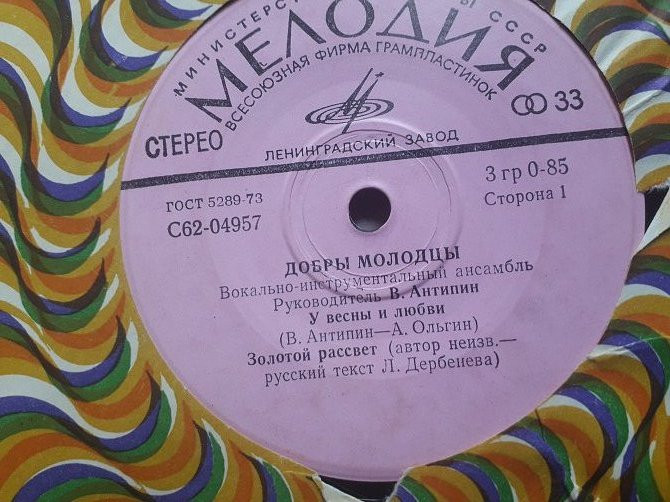 МИНИСТЕРС Ы СССР
МЕЛОДИЯ
ВСЕСОЮЗНАЯ ФИРМА ГРАМПЛАСТИНОК
СТЕРЕО
33
ЛЕНИНГРАДСКИЙ ЗАВОД
ГОСТ 5289-73
3 гр 0-85
С62-04957
Сторона 1
ДОБРЫ МОЛОДЦЫ
Вокально-инструментальный ансамбль
Руководитель В. Антипин
У весны и любви
(В. Антипин—А. Ольгин)
Золотой рассвет (автор неизв.—
русский текст Л. Дербенева)